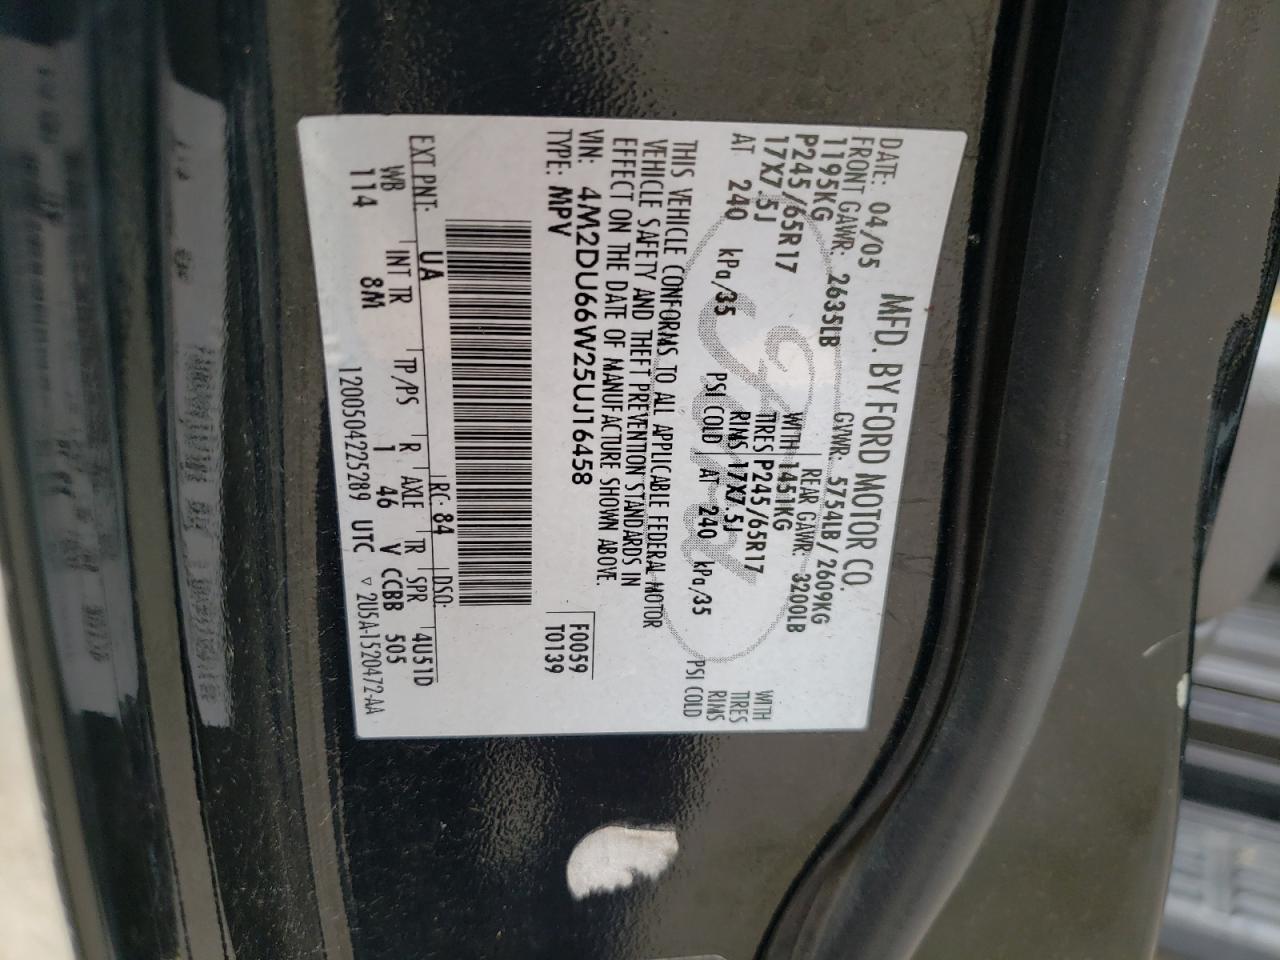 MFD. BY FORD MOTOR CO.
DATE: 04/05 GVWR: 5754LB/2609KG
FRONT GAWR: 2635LB REAR GAWR: 3200LB
1195KG WITH 1451KG WITH
P245/65R17 TIRES P245/65R17 TIRES
17X7.5J RIMS 17X7.5J RIMS
AT 240 kPa/35 PSI COLD AT 240 kPa/35 PSI COLD
THIS VEHICLE CONFORMS TO ALL APPLICABLE FEDERAL MOTOR
VEHICLE SAFETY AND THEFT PREVENTION STANDARDS IN
EFFECT ON THE DATE OF MANUFACTURE SHOWN ABOVE.
VIN: 4M2DU66W25UJ16458 F0059
TYPE: MPV T0139
EXT PNT: UA RC: 84 DSO:
WB INT TR TP/PS R AXLE TR SPR 4U51D
114 8M 1 46 V CCBB 505
12005042252​89 UTC ▽ 2U5A-1520472-AA